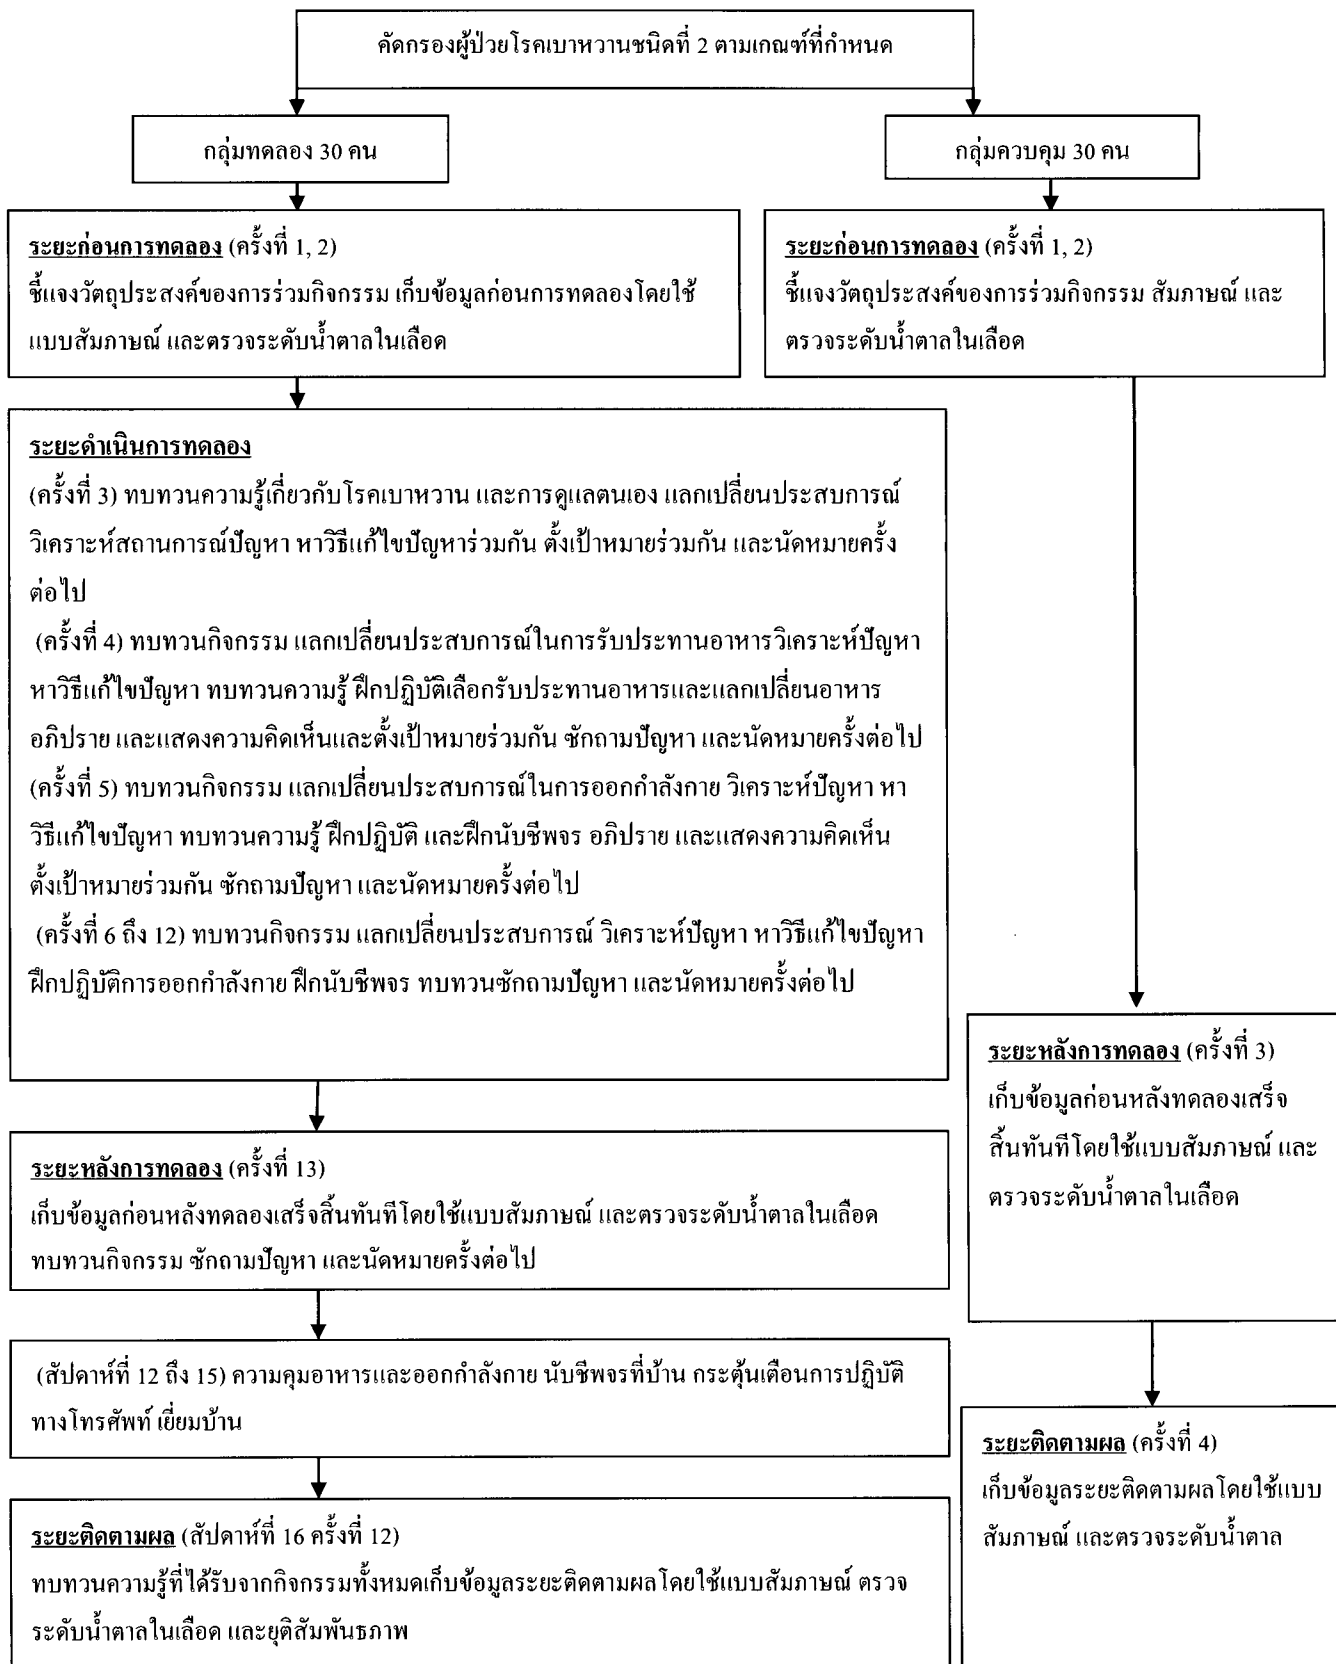 คัดกรองผู้ป่วยโรคเบาหวานชนิดที่ 2 ตามเกณฑ์ที่กำหนด
กลุ่มทดลอง 30 คน
กลุ่มควบคุม 30 คน
ระยะก่อนการทดลอง (ครั้งที่ 1, 2)
ชี้แจงวัตถุประสงค์ของการร่วมกิจกรรม เก็บข้อมูลก่อนการทดลองโดยใช้
แบบสัมภาษณ์ และตรวจระดับน้ำตาลในเลือด
ระยะก่อนการทดลอง (ครั้งที่ 1, 2)
ชี้แจงวัตถุประสงค์ของการร่วมกิจกรรม สัมภาษณ์ และ
ตรวจระดับน้ำตาลในเลือด
ระยะดำเนินการทดลอง
(ครั้งที่ 3) ทบทวนความรู้เกี่ยวกับโรคเบาหวาน และการดูแลตนเอง แลกเปลี่ยนประสบการณ์
วิเคราะห์สถานการณ์ปัญหา หาวิธีแก้ไขปัญหาร่วมกัน ตั้งเป้าหมายร่วมกัน และนัดหมายครั้ง
ต่อไป
(ครั้งที่ 4) ทบทวนกิจกรรม แลกเปลี่ยนประสบการณ์ในการรับประทานอาหารวิเคราะห์ปัญหา
หาวิธีแก้ไขปัญหา ทบทวนความรู้ ฝึกปฏิบัติเลือกรับประทานอาหารและแลกเปลี่ยนอาหาร
อภิปราย และแสดงความคิดเห็นและตั้งเป้าหมายร่วมกัน ซักถามปัญหา และนัดหมายครั้งต่อไป
(ครั้งที่ 5) ทบทวนกิจกรรม แลกเปลี่ยนประสบการณ์ในการออกกำลังกาย วิเคราะห์ปัญหา หา
วิธีแก้ไขปัญหา ทบทวนความรู้ ฝึกปฏิบัติ และฝึกนับชีพจร อภิปราย และแสดงความคิดเห็น
ตั้งเป้าหมายร่วมกัน ซักถามปัญหา และนัดหมายครั้งต่อไป
(ครั้งที่ 6 ถึง 12) ทบทวนกิจกรรม แลกเปลี่ยนประสบการณ์ วิเคราะห์ปัญหา หาวิธีแก้ไขปัญหา
ฝึกปฏิบัติการออกกำลังกาย ฝึกนับชีพจร ทบทวนซักถามปัญหา และนัดหมายครั้งต่อไป
ระยะหลังการทดลอง (ครั้งที่ 3)
เก็บข้อมูลก่อนหลังทดลองเสร็จ
สิ้นทันทีโดยใช้แบบสัมภาษณ์ และ
ตรวจระดับน้ำตาลในเลือด
ระยะหลังการทดลอง (ครั้งที่ 13)
เก็บข้อมูลก่อนหลังทดลองเสร็จสิ้นทันทีโดยใช้แบบสัมภาษณ์ และตรวจระดับน้ำตาลในเลือด
ทบทวนกิจกรรม ซักถามปัญหา และนัดหมายครั้งต่อไป
(สัปดาห์ที่ 12 ถึง 15) ความคุมอาหารและออกกำลังกาย นับชีพจรที่บ้าน กระตุ้นเตือนการปฏิบัติ
ทางโทรศัพท์ เยี่ยมบ้าน
ระยะติดตามผล (ครั้งที่ 4)
เก็บข้อมูลระยะติดตามผลโดยใช้แบบ
สัมภาษณ์ และตรวจระดับน้ำตาล
ระยะติดตามผล (สัปดาห์ที่ 16 ครั้งที่ 12)
ทบทวนความรู้ที่ได้รับจากกิจกรรมทั้งหมดเก็บข้อมูลระยะติดตามผลโดยใช้แบบสัมภาษณ์ ตรวจ
ระดับน้ำตาลในเลือด และยุติสัมพันธภาพ